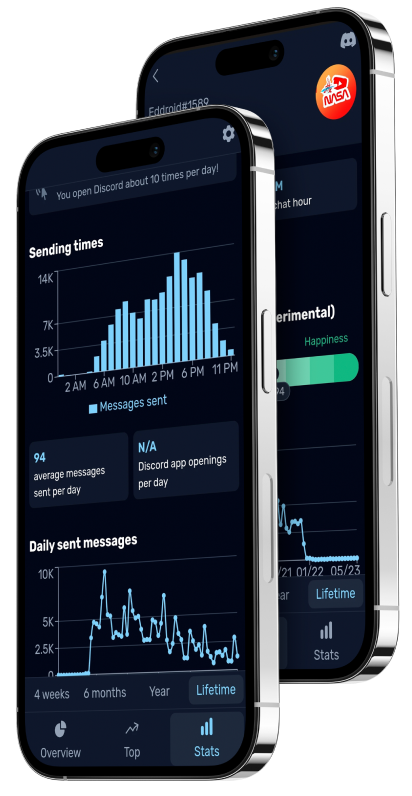 Eddroid#1589
NASA
M
chat hour
erimental)
Happiness
94
/21 01/22 05/23
ear
Lifetime
Stats
You open Discord about 10 times per day!
Sending times
14K
7K
3.5K
0
2 AM 6 AM 10 AM 2 PM 6 PM 11 PM
Messages sent
94
average messages
sent per day
N/A
Discord app openings
per day
Daily sent messages
10K
5K
2.5K
0
4 weeks 6 months Year Lifetime
Overview Top Stats